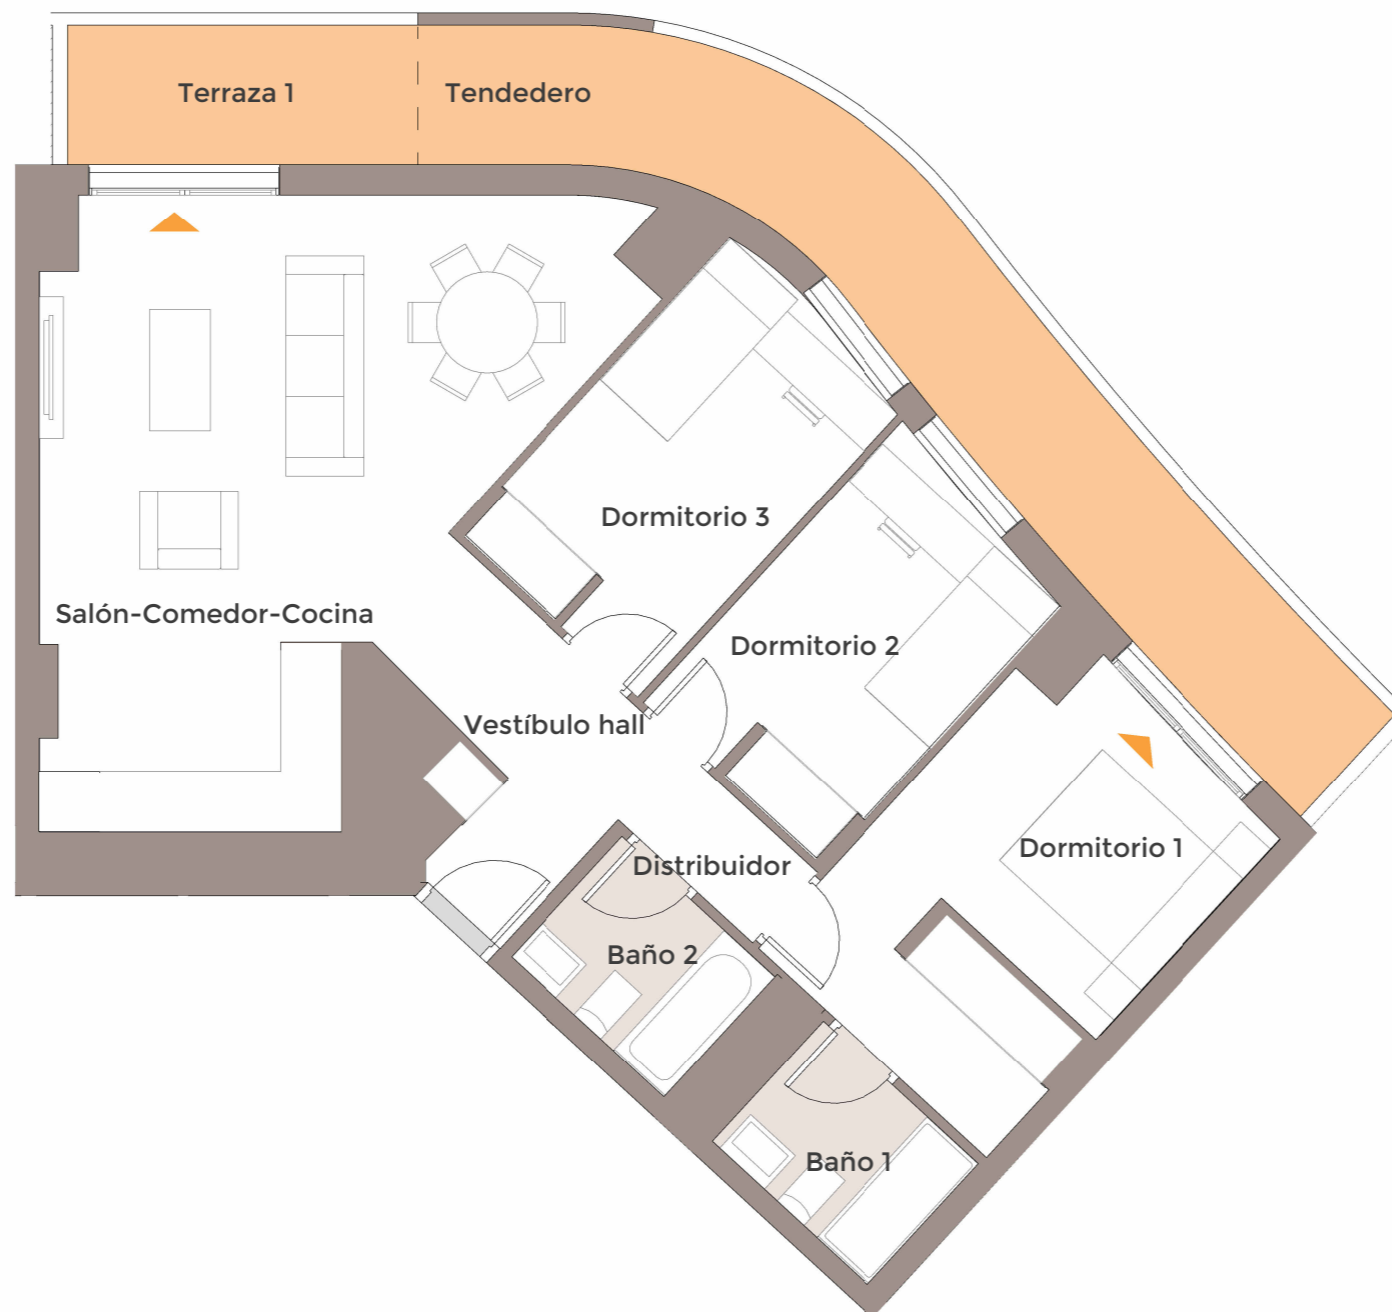 Terraza 1
Tendedero
Dormitorio 3
Salón-Comedor-Cocina
Dormitorio 2
Vestíbulo hall
Dormitorio 1
Distribuidor
Baño 2
Baño 1